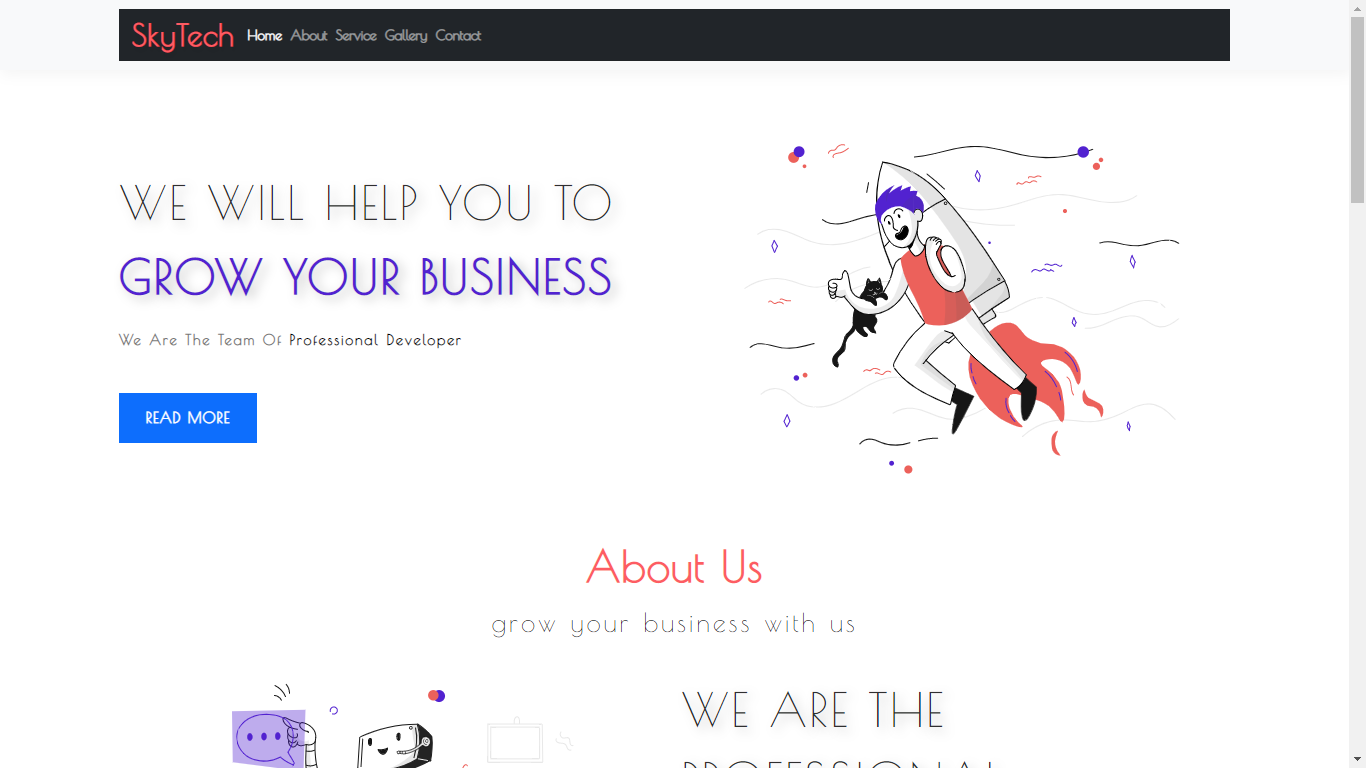 SkyTech Home About Service Gallery Contact
WE WILL HELP YOU TO
GROW YOUR BUSINESS
We Are The Team Of Professional Developer
READ MORE
About Us
grow your business with us
WE ARE THE
PROFESSIONAL